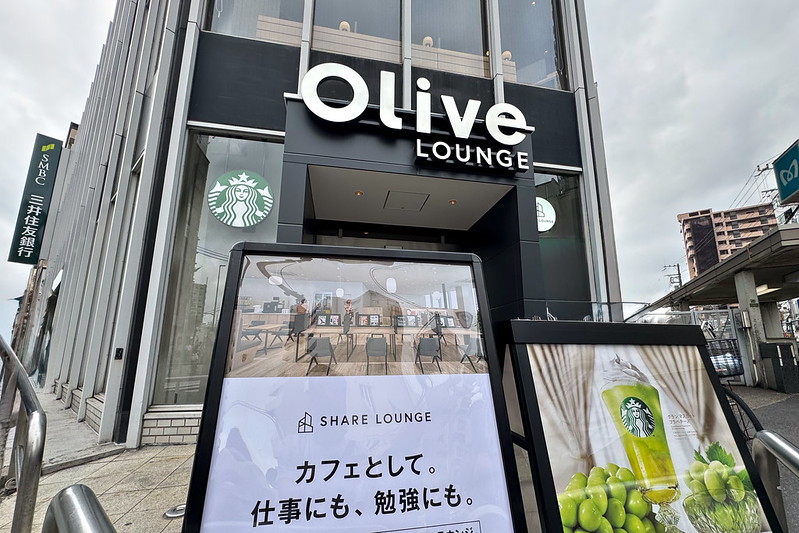 Olive
LOUNGE
SMBC
三井住友銀行
SHARE LOUNGE
カフェとして。
仕事にも、勉強にも。